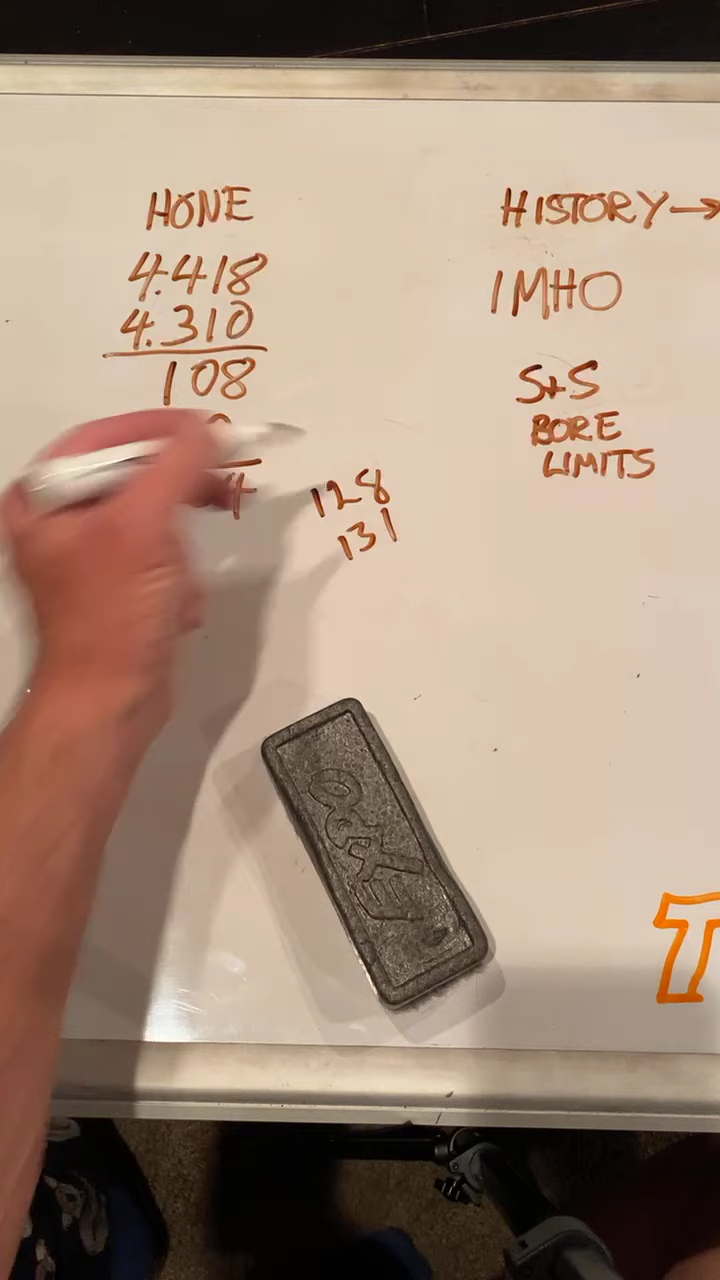 HONE
4.418
4.310
108
128
131
HISTORY→
IMHO
S+S
BORE
LIMITS
T